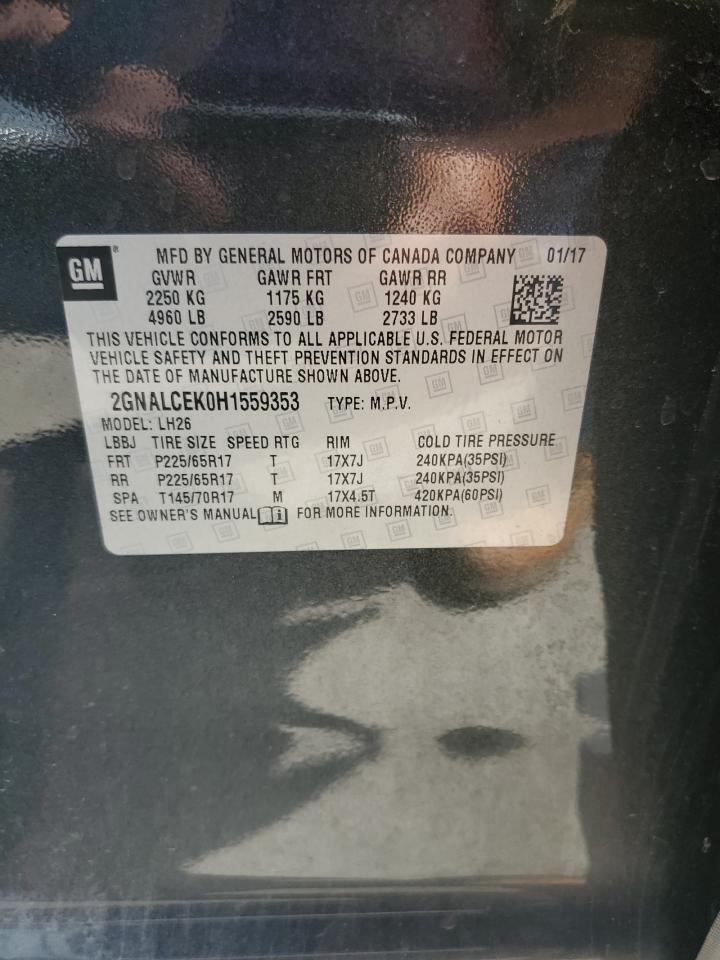 GM® MFD BY GENERAL MOTORS OF CANADA COMPANY 01/17
GVWR GAWR FRT GAWR RR
2250 KG 1175 KG 1240 KG
4960 LB 2590 LB 2733 LB
THIS VEHICLE CONFORMS TO ALL APPLICABLE U.S. FEDERAL MOTOR
VEHICLE SAFETY AND THEFT PREVENTION STANDARDS IN EFFECT ON
THE DATE OF MANUFACTURE SHOWN ABOVE.
2GNALCEK0H1559353 TYPE: M.P.V.
MODEL: LH26
LBBJ TIRE SIZE SPEED RTG RIM COLD TIRE PRESSURE
FRT P225/65R17 T 17X7J 240KPA(35PSI)
RR P225/65R17 T 17X7J 240KPA(35PSI)
SPA T145/70R17 M 17X4.5T 420KPA(60PSI)
SEE OWNER'S MANUAL i FOR MORE INFORMATION.